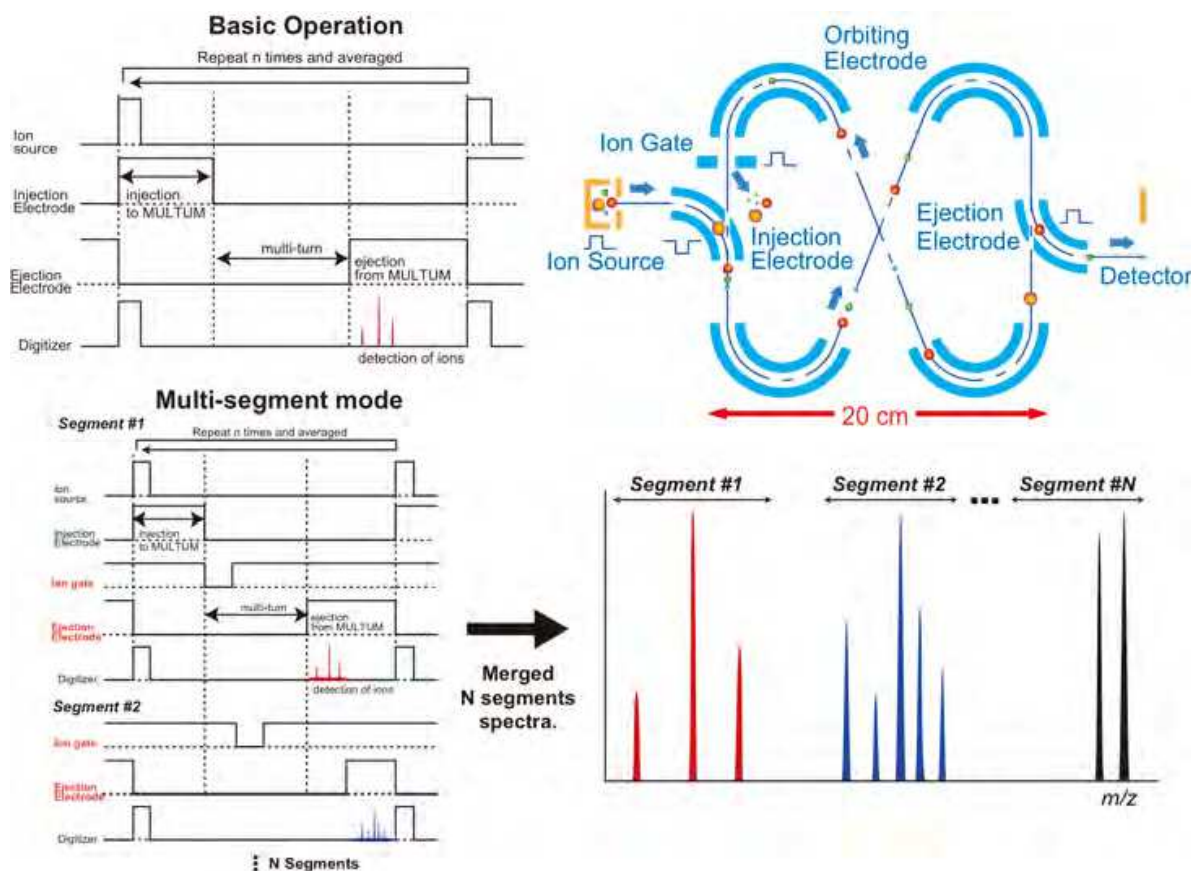 Basic Operation
Repeat n times and averaged
Ion
source
Injection
Electrode
injection
to MULTUM
multi-turn
ejection
from MULTUM
Ejection
Electrode
Digitizer
detection of ions
Orbiting
Electrode
Ion Gate
Ion Source
Injection
Electrode
Ejection
Electrode
Detector
20 cm
Multi-segment mode
Segment #1
Repeat n times and averaged
Ion
source
Injection
Electrode
Injection
to MULTUM
Ion gate
multi-turn
ejection
from MULTUM
Ejection
Electrode
Digitizer
detection of ions
Segment #2
Ion gate
Ejection
Electrode
Digitizer
N Segments
Merged
N segments
spectra.
Segment #1
Segment #2
Segment #N
m/z